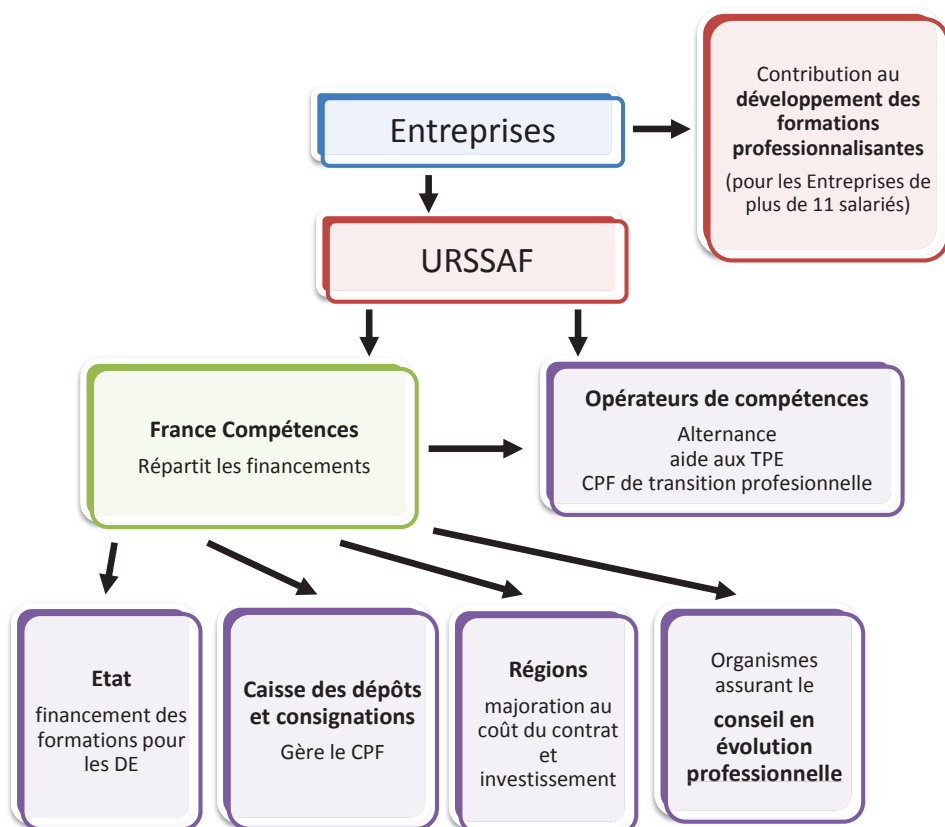 Contribution au
développement des
formations
professionnalisantes
(pour les Entreprises de
plus de 11 salariés)
Entreprises
URSSAF
France Compétences
Répartit les financements
Opérateurs de compétences
Alternance
aide aux TPE
CPF de transition profesionnelle
Etat
financement des
formations pour
les DE
Caisse des dépôts
et consignations
Gère le CPF
Régions
majoration au
coût du contrat
et
investissement
Organismes
assurant le
conseil en
évolution
professionnelle